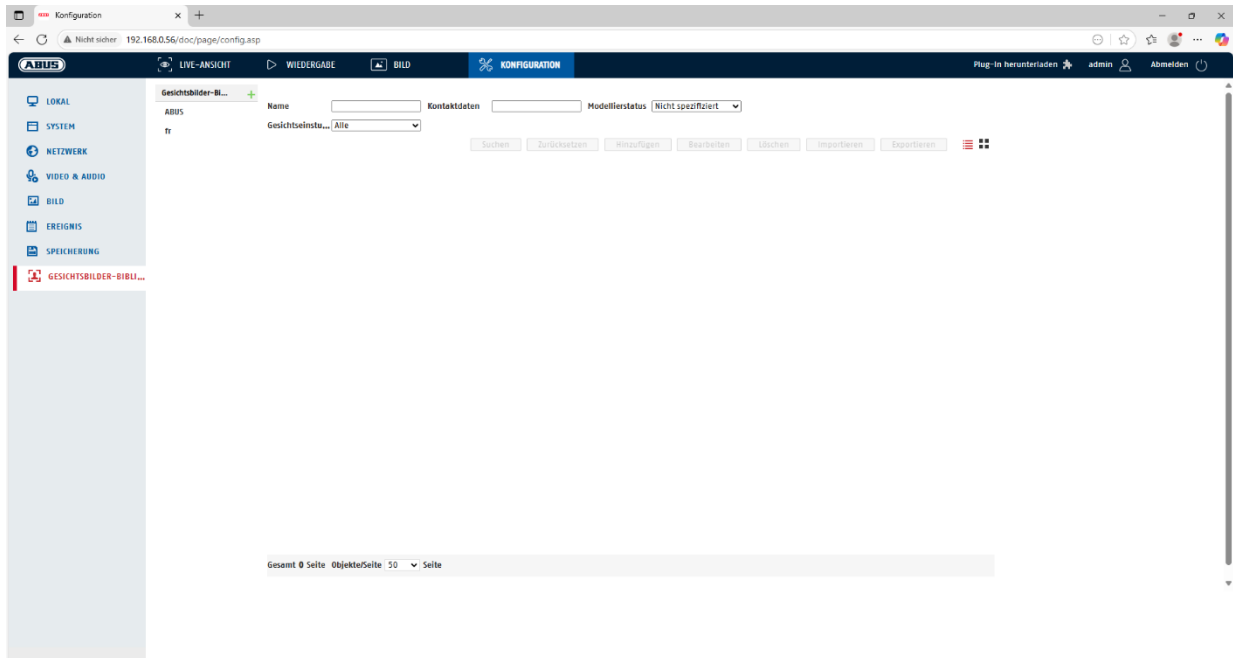 Konfiguration
Nicht sicher 192.168.0.56/doc/page/config.asp
ABUS LIVE-ANSICHT WIEDERGABE BILD KONFIGURATION Plug-In herunterladen admin Abmelden
LOKAL
SYSTEM
NETZWERK
VIDEO & AUDIO
BILD
EREIGNIS
SPEICHERUNG
GESICHTSBILDER-BIBLI...
Gesichtsbilder-Bi...
ABUS
fr
Name Kontaktdaten Modellierstatus Nicht spezifiziert
Gesichtseinstu... Alle
Suchen Zurücksetzen Hinzufügen Bearbeiten Löschen Importieren Exportieren
Gesamt 0 Seite Objekte/Seite 50 Seite